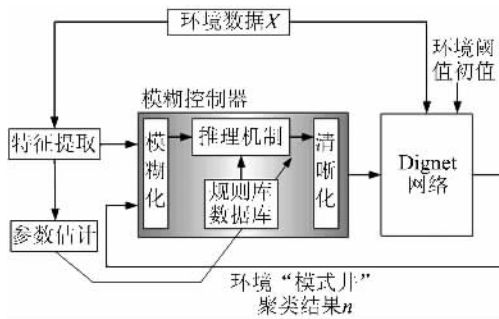 环境数据X
环境阈
值初值
模糊控制器
特征提取
模糊化
推理机制
清晰化
规则库
数据库
Dignet
网络
参数估计
环境“模式井”
聚类结果n